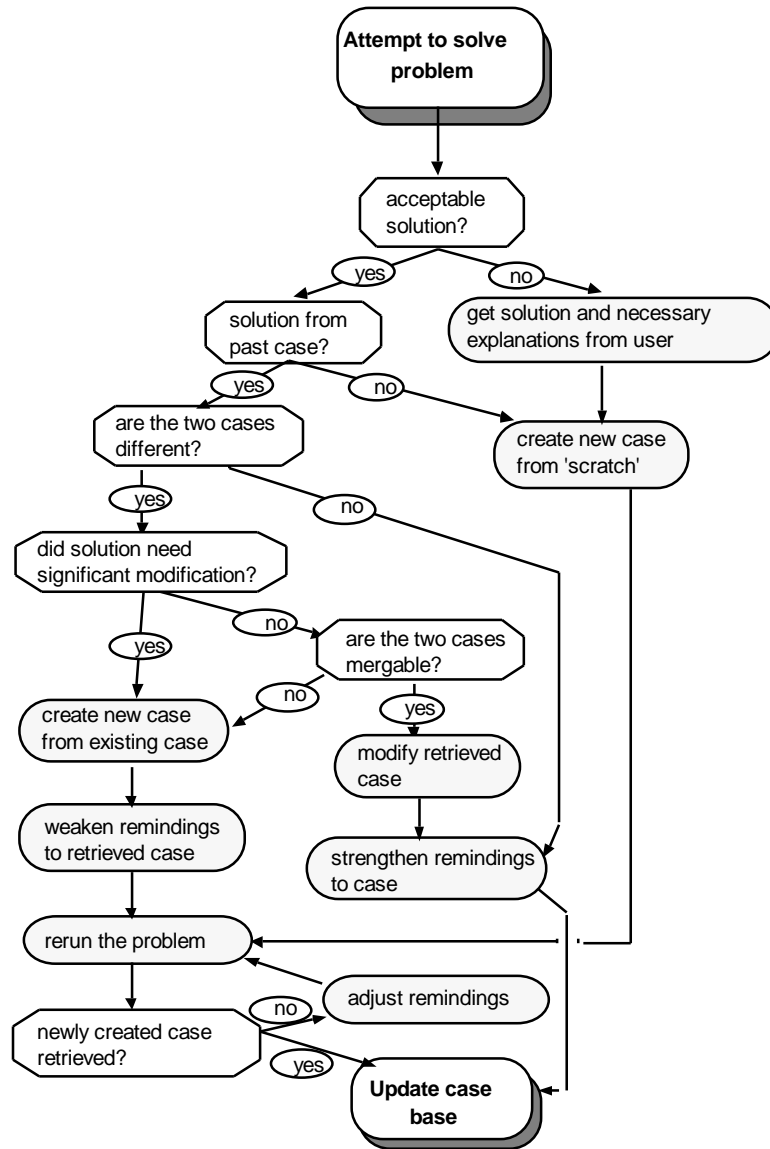 Attempt to solve
problem
acceptable
solution?
yes
no
solution from
past case?
get solution and necessary
explanations from user
yes
no
are the two cases
different?
create new case
from 'scratch'
yes
no
did solution need
significant modification?
yes
no
are the two cases
mergable?
no
yes
create new case
from existing case
modify retrieved
case
weaken remindings
to retrieved case
strengthen remindings
to case
rerun the problem
adjust remindings
no
newly created case
retrieved?
yes
Update case
base